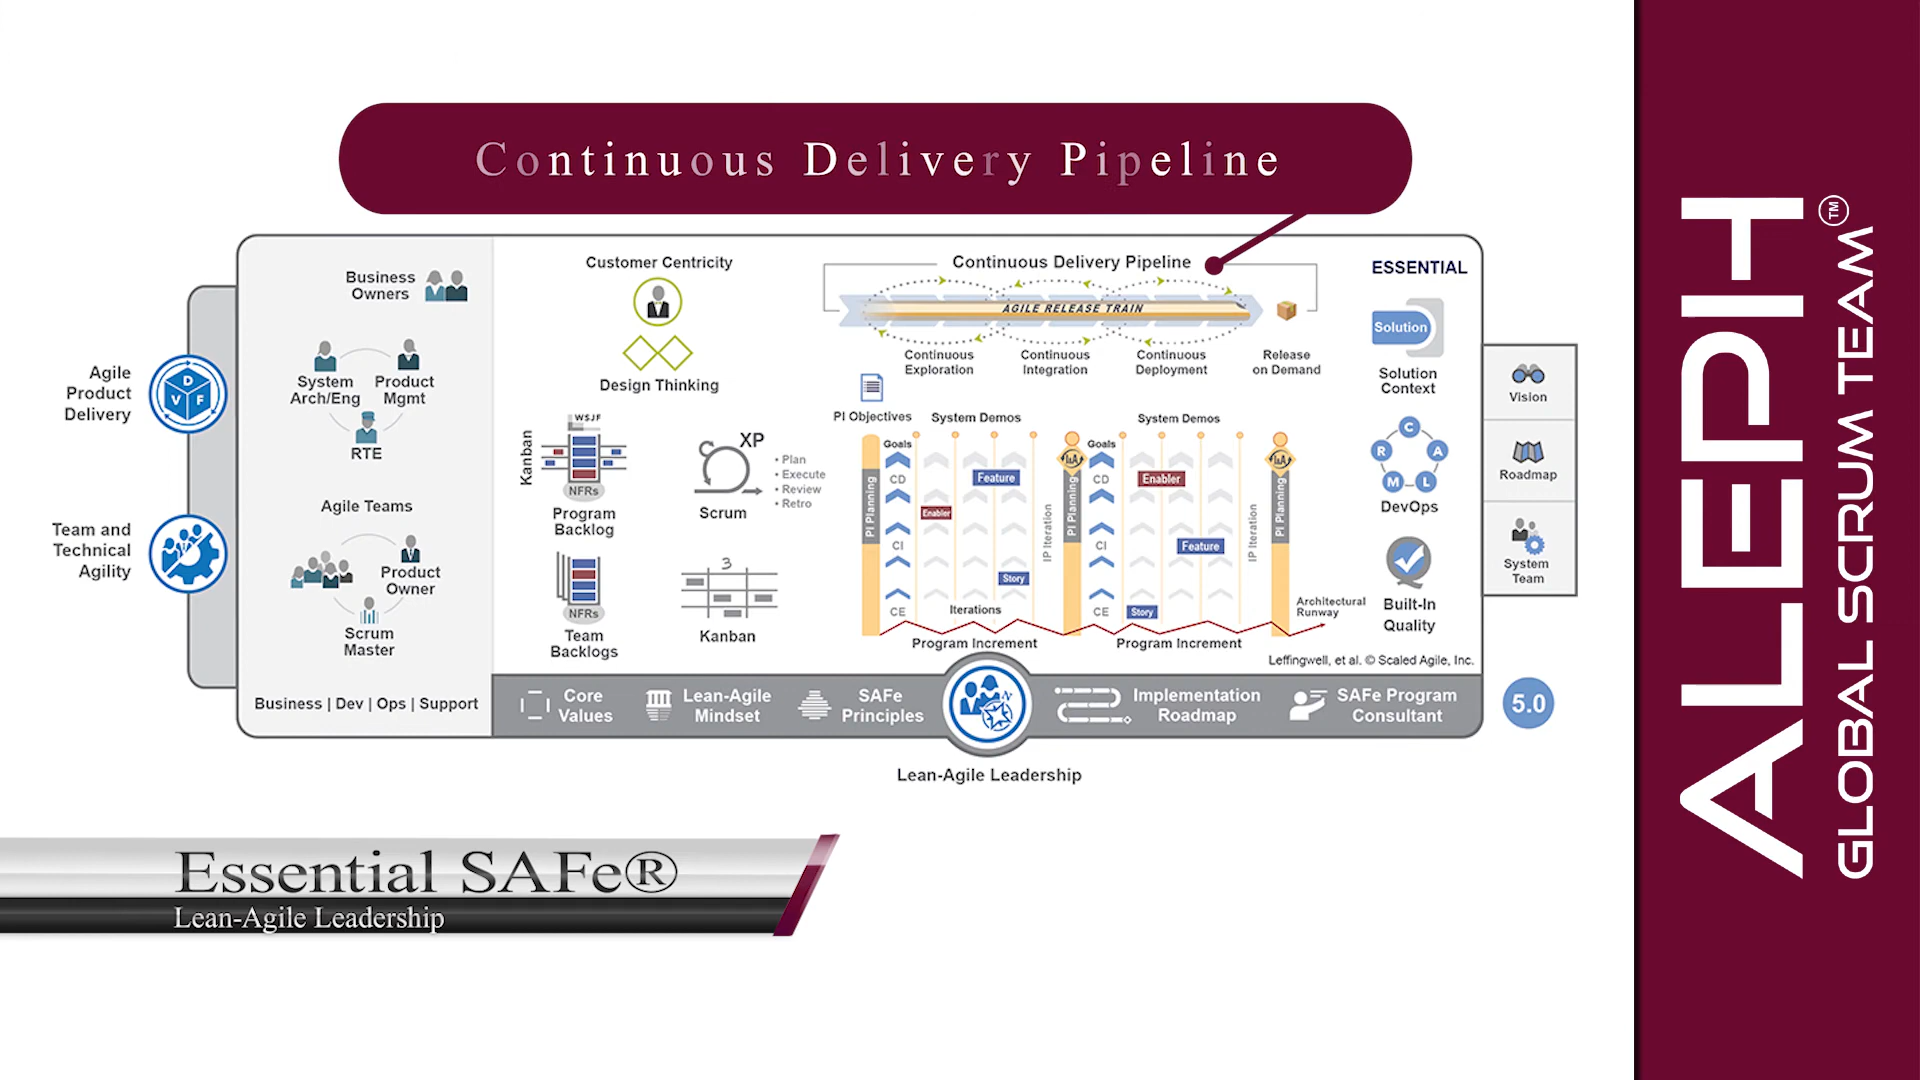 Continuous Delivery Pipeline
Agile
Product
Delivery
Team and
Technical
Agility
D
V F
Business
Owners
System
Arch/Eng
Product
Mgmt
RTE
Agile Teams
Product
Owner
Scrum
Master
Business | Dev | Ops | Support
Customer Centricity
Design Thinking
Kanban
WSJF
NFRs
Program
Backlog
XP
Scrum
• Plan
• Execute
• Review
• Retro
NFRs
Team
Backlogs
3
Kanban
Continuous Delivery Pipeline
AGILE RELEASE TRAIN
Continuous
Exploration
Continuous
Integration
Continuous
Deployment
Release
on Demand
PI Objectives
System Demos
System Demos
Goals
CD
CI
CE
PI Planning
Feature
Enabler
Story
Iterations
IP Iteration
I&A
PI Planning
Goals
CD
CI
CE
Enabler
Feature
Story
IP Iteration
I&A
PI Planning
Architectural
Runway
Program Increment
Program Increment
ESSENTIAL
Solution
Solution
Context
C
R A
M L
DevOps
Built-In
Quality
Leffingwell, et al. © Scaled Agile, Inc.
Vision
Roadmap
System
Team
Core
Values
Lean-Agile
Mindset
SAFe
Principles
N
Implementation
Roadmap
SAFe Program
Consultant
5.0
Lean-Agile Leadership
Essential SAFe®
Lean-Agile Leadership
ALEPH™
GLOBAL SCRUM TEAM